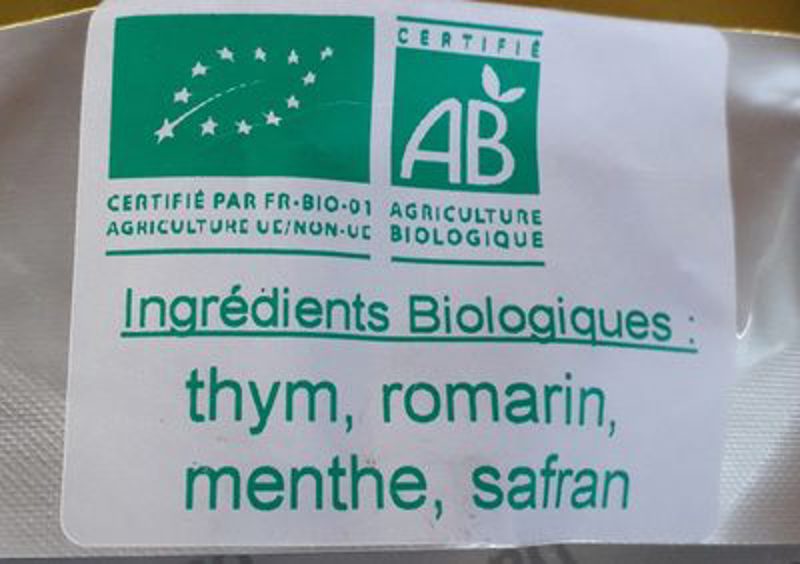 CERTIFIÉ
AB
CERTIFIÉ PAR FR-BIO-01
AGRICULTURE UE/NON-UE
AGRICULTURE
BIOLOGIQUE
Ingrédients Biologiques :
thym, romarin,
menthe, safran